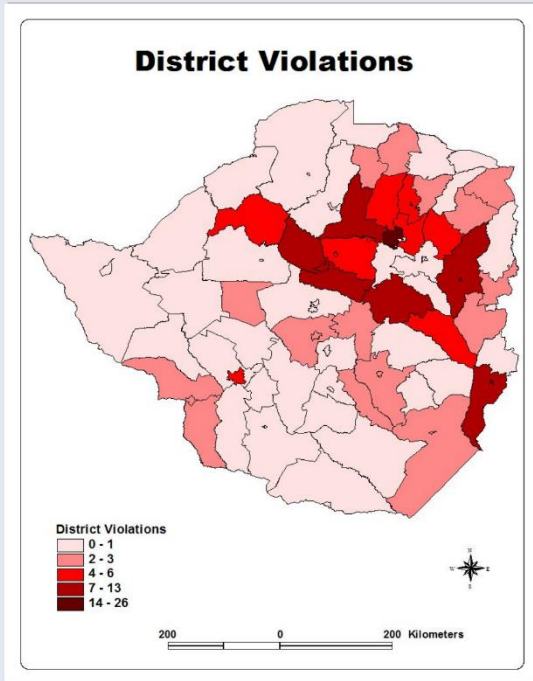 District Violations
District Violations
0 - 1
2 - 3
4 - 6
7 - 13
14 - 26
N
W E
S
200 0 200 Kilometers